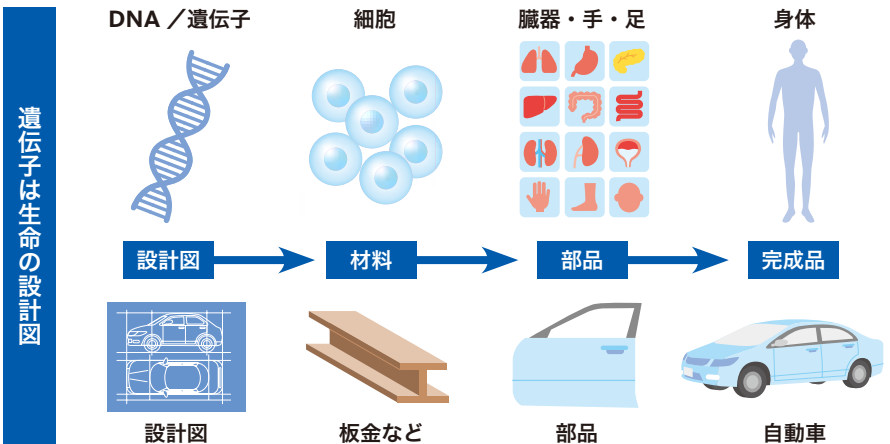 遺伝子は生命の設計図
DNA／遺伝子
細胞
臓器・手・足
身体
設計図
材料
部品
完成品
設計図
板金など
部品
自動車